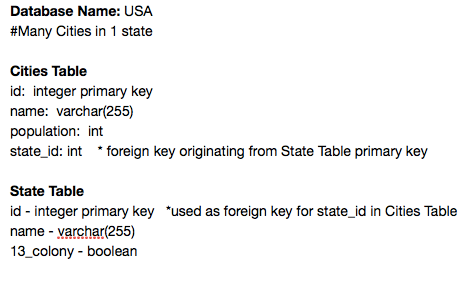 Database Name: USA
#Many Cities in 1 state
Cities Table
id: integer primary key
name: varchar(255)
population: int
state_id: int * foreign key originating from State Table primary key
State Table
id - integer primary key *used as foreign key for state_id in Cities Table
name - varchar(255)
13_colony - boolean